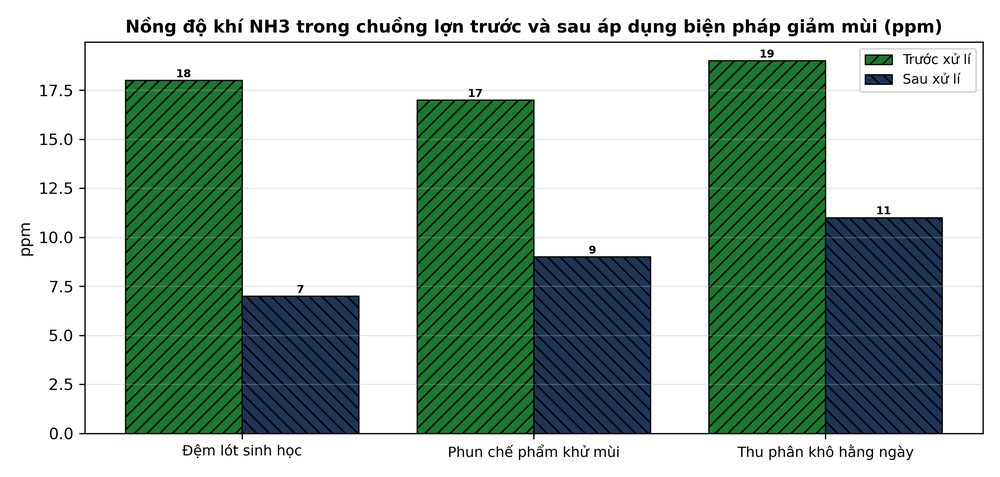 Nồng độ khí NH3 trong chuồng lợn trước và sau áp dụng biện pháp giảm mùi (ppm)
Trước xử lí
Sau xử lí
ppm
17.5
15.0
12.5
10.0
7.5
5.0
2.5
0.0
18
7
17
9
19
11
Đệm lót sinh học
Phun chế phẩm khử mùi
Thu phân khô hằng ngày